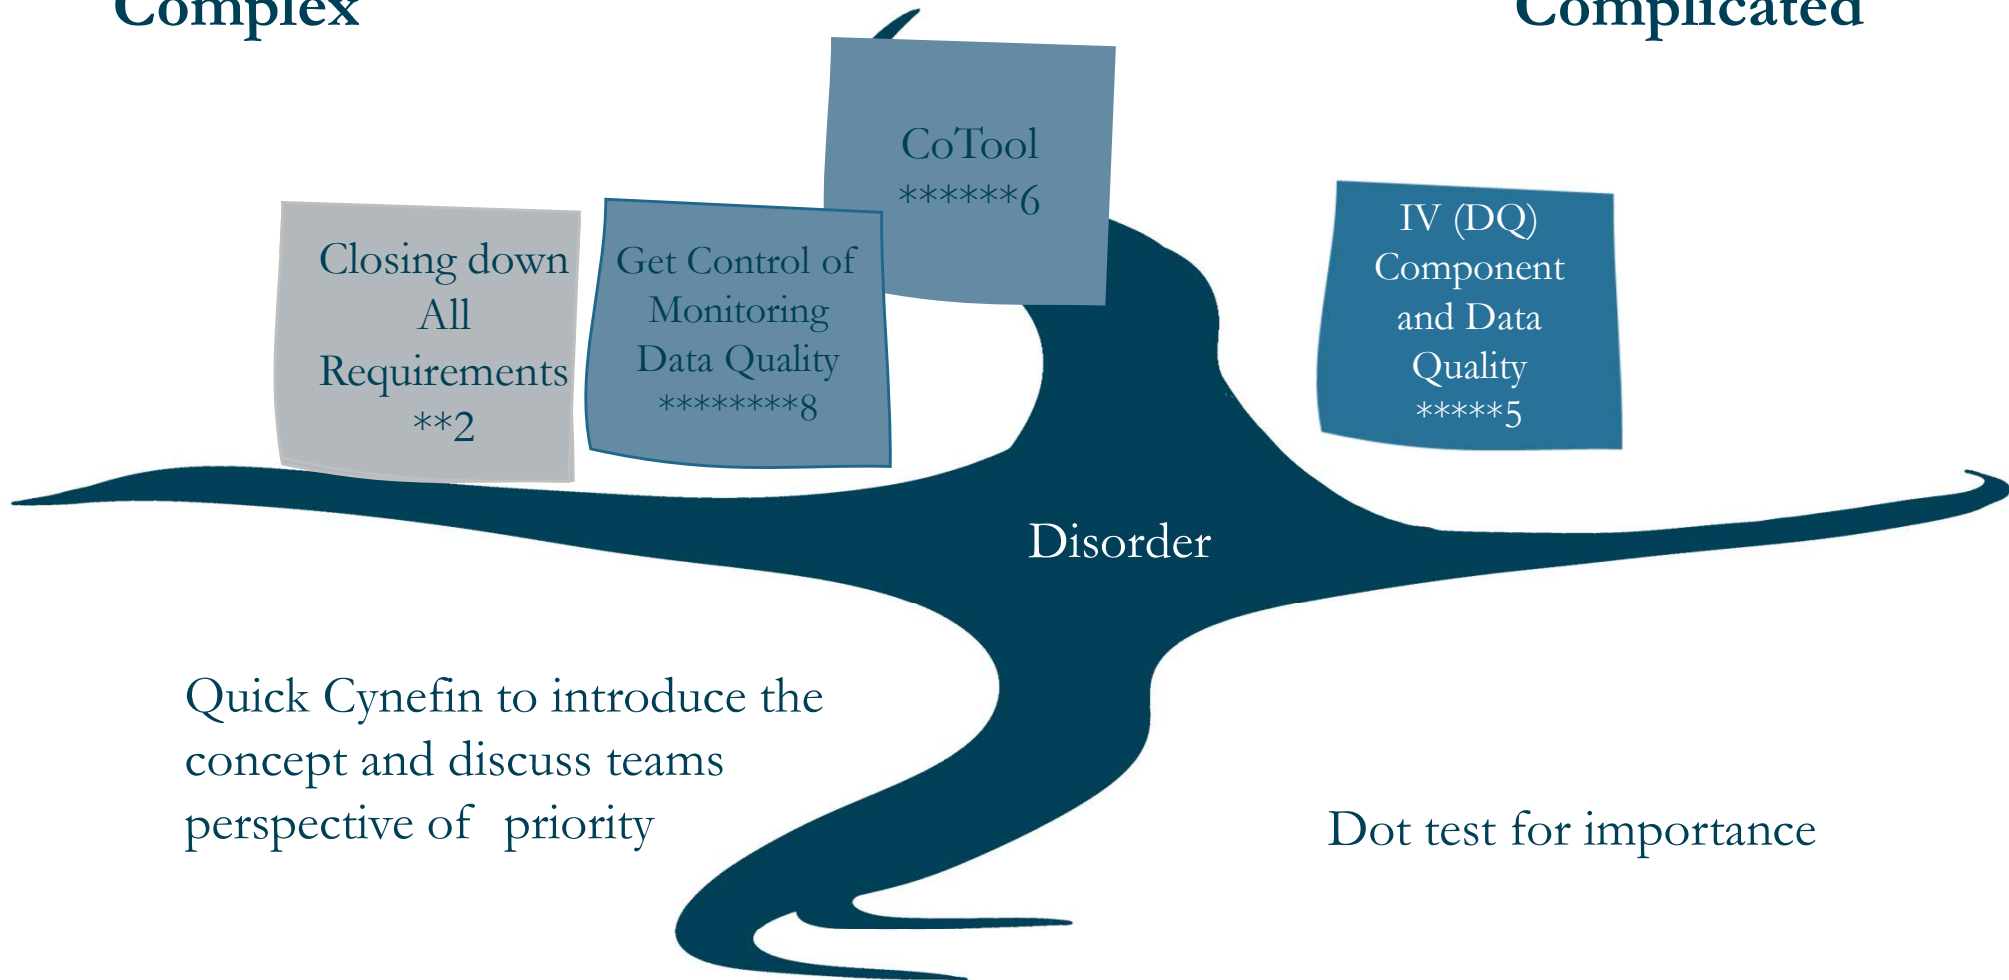 Complex
Complicated
CoTool
******6
Closing down
All
Requirements
**2
Get Control of
Monitoring
Data Quality
********8
IV (DQ)
Component
and Data
Quality
*****5
Disorder
Quick Cynefin to introduce the
concept and discuss teams
perspective of priority
Dot test for importance